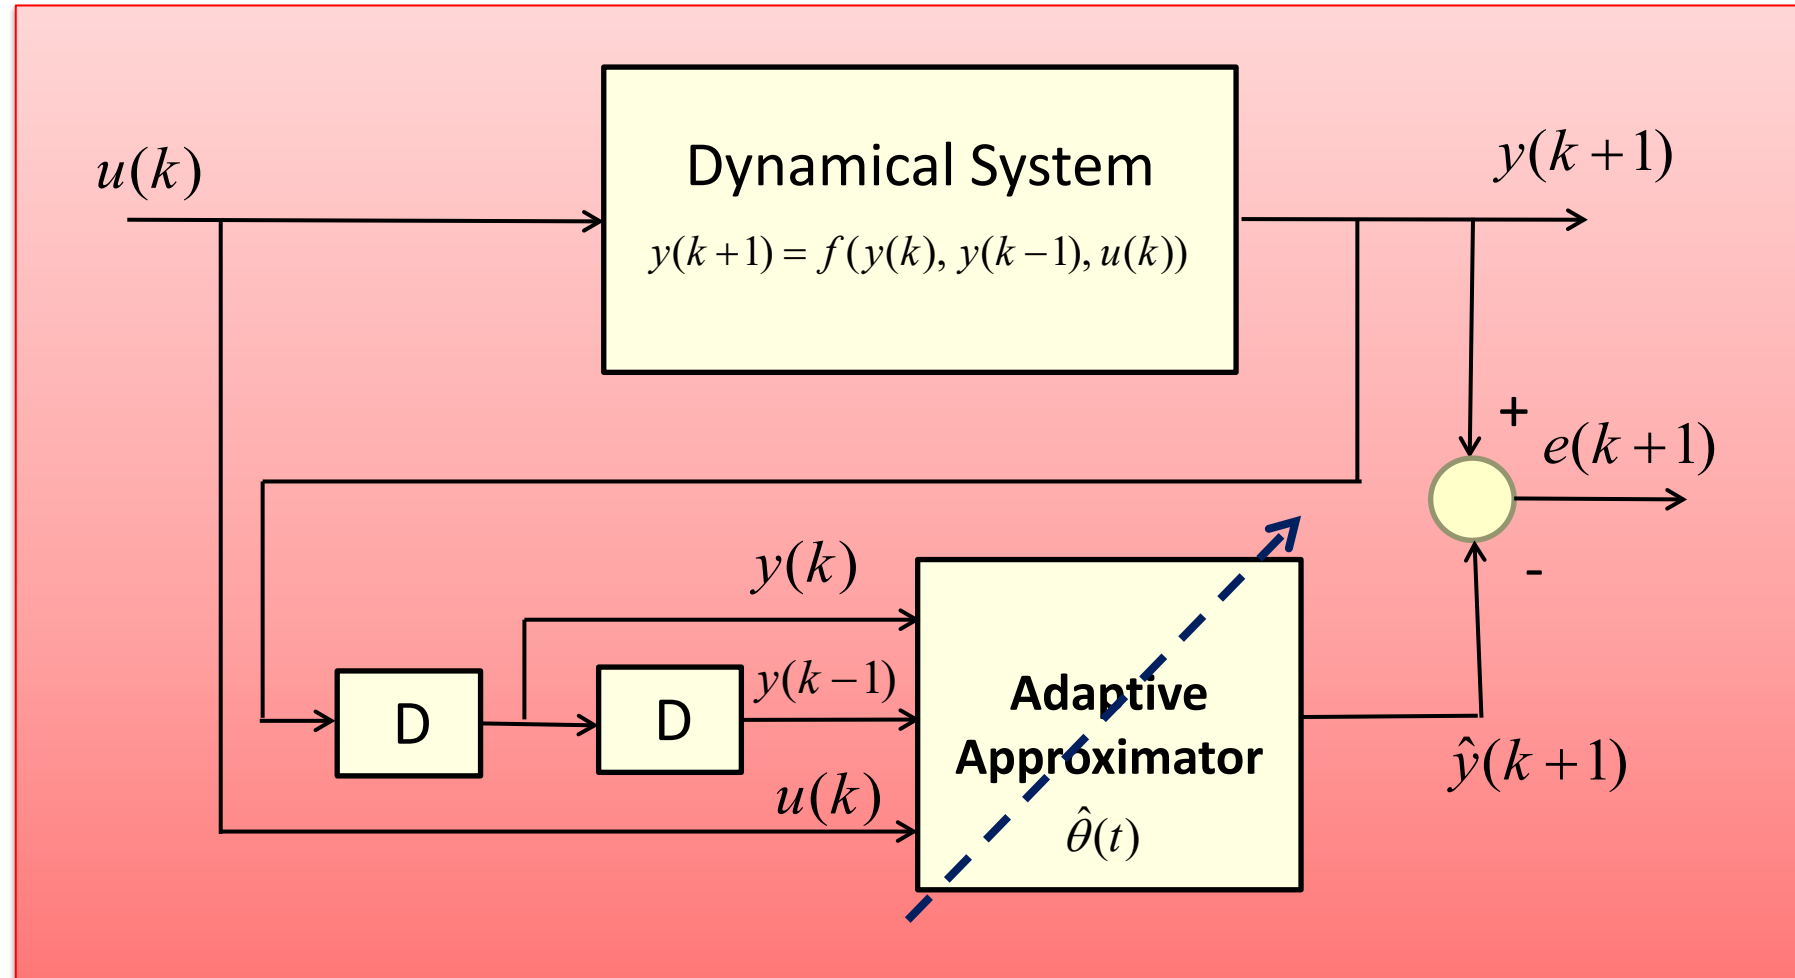 u(k)
Dynamical System
y(k+1) = f(y(k), y(k−1), u(k))
y(k+1)
+
e(k+1)
-
y(k)
D
D
y(k−1)
u(k)
Adaptive
Approximator
θ̂(t)
ŷ(k+1)